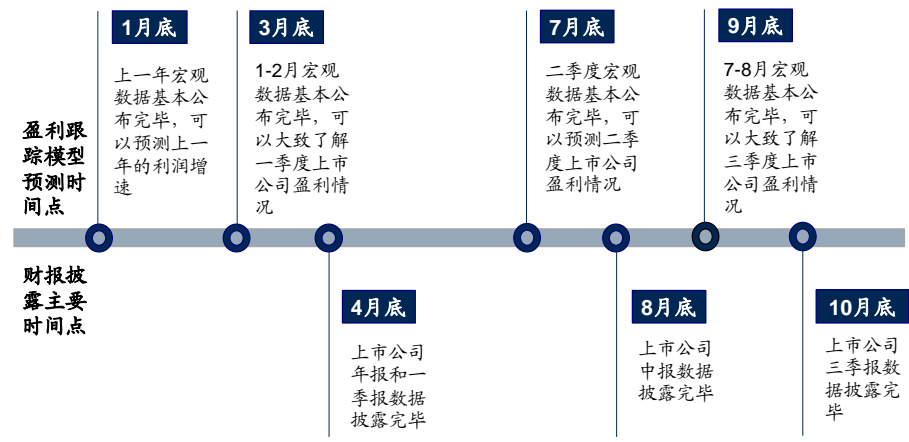 1月底
上一年宏观
数据基本公
布完毕，可
以预测上一
年的利润增
速
3月底
1-2月宏观
数据基本公
布完毕，可
以大致了解
一季度上市
公司盈利情
况
7月底
二季度宏观
数据基本公
布完毕，可
以预测二季
度上市公司
盈利情况
9月底
7-8月宏观
数据基本公
布完毕，可
以大致了解
三季度上市
公司盈利情
况
盈利跟
踪模型
预测时
间点
财报披
露主要
时间点
4月底
上市公司
年报和一
季报数据
披露完毕
8月底
上市公司
中报数据
披露完毕
10月底
上市公司
三季报数
据披露完
毕